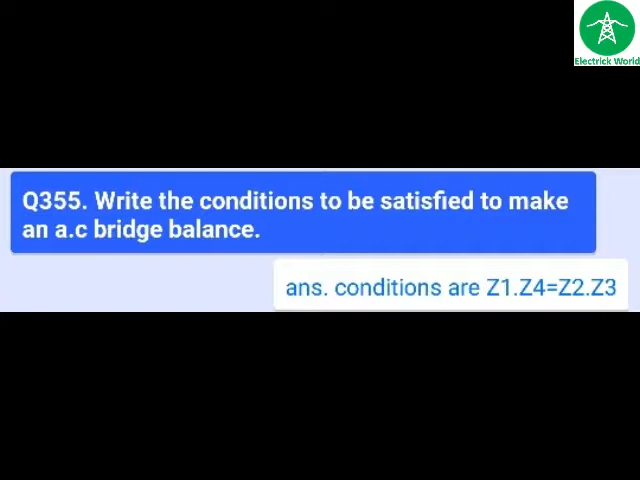 Electrick World
Q355. Write the conditions to be satisfied to make
an a.c bridge balance.
ans. conditions are Z1.Z4=Z2.Z3